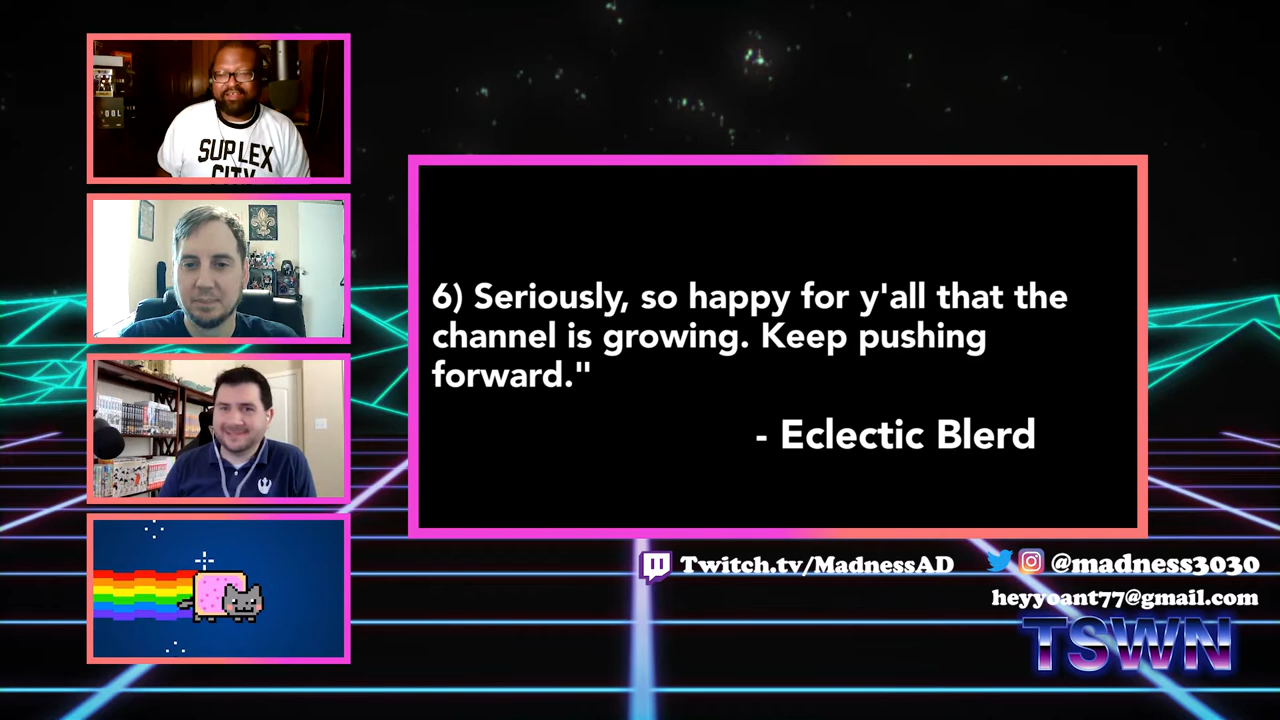 SUPLEX
CITY
6) Seriously, so happy for y'all that the
channel is growing. Keep pushing
forward."
- Eclectic Blerd
Twitch.tv/MadnessAD
@madness3030
heyyoant77@gmail.com
TSWN